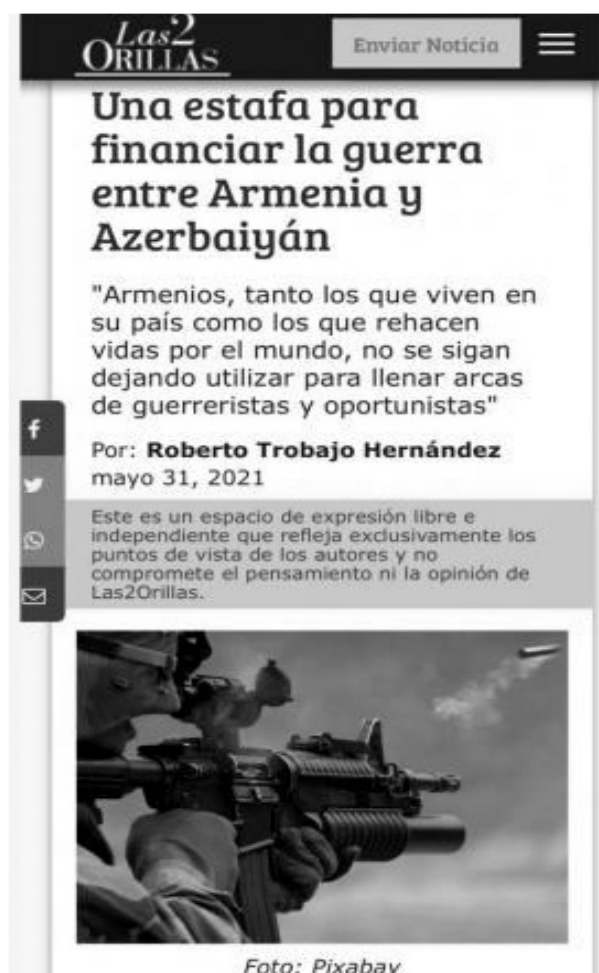 Las2
ORILLAS
Enviar Noticia
Una estafa para
financiar la guerra
entre Armenia y
Azerbaiyán
"Armenios, tanto los que viven en
su país como los que rehacen
vidas por el mundo, no se sigan
dejando utilizar para llenar arcas
de guerreristas y oportunistas"
Por: Roberto Trobajo Hernández
mayo 31, 2021
Este es un espacio de expresión libre e
independiente que refleja exclusivamente los
puntos de vista de los autores y no
compromete el pensamiento ni la opinión de
Las2Orillas.
Foto: Pixabay